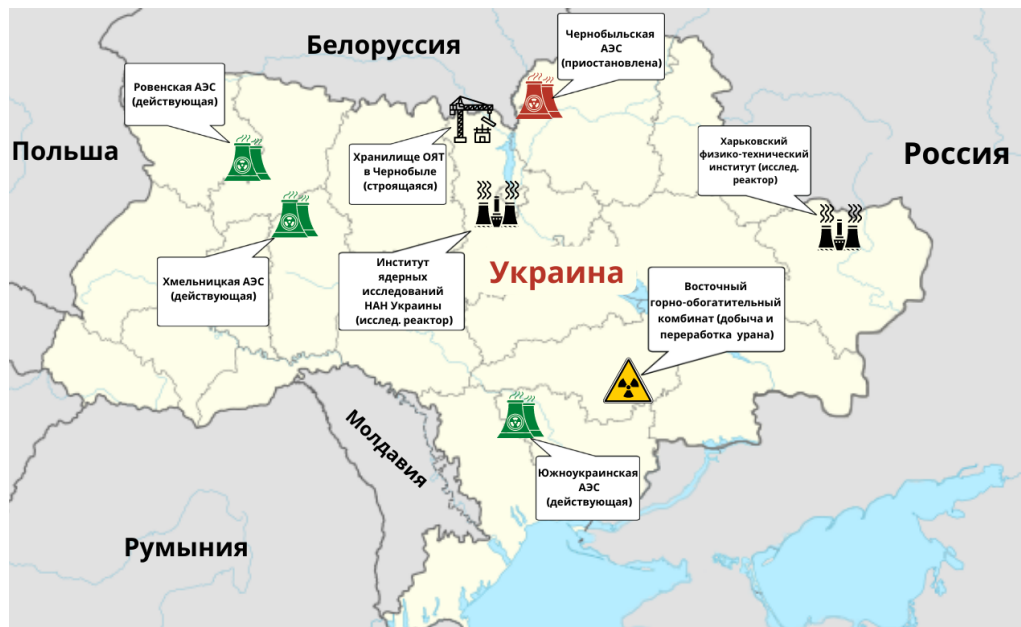 Белоруссия
Чернобыльская
АЭС
(приостановлена)
Ровенская АЭС
(действующая)
Польша
Хранилище ОЯТ
в Чернобыле
(строящаяся)
Харьковский
физико-технический
институт (исслед.
реактор)
Россия
Хмельницкая АЭС
(действующая)
Институт
ядерных
исследований
НАН Украины
(исслед. реактор)
Украина
Восточный
горно-обогатительный
комбинат (добыча и
переработка урана)
Молдавия
Южноукраинская
АЭС
(действующая)
Румыния